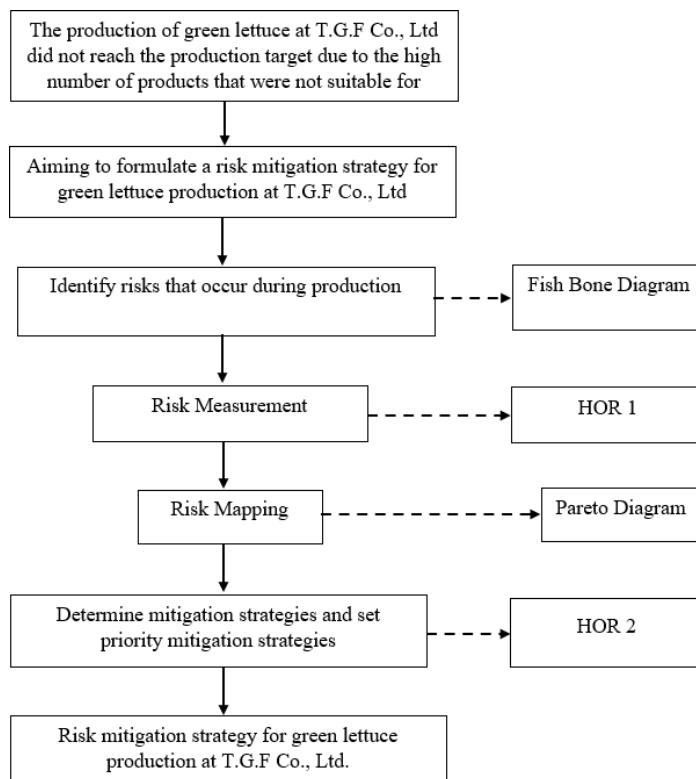 The production of green lettuce at T.G.F Co., Ltd
did not reach the production target due to the high
number of products that were not suitable for
Aiming to formulate a risk mitigation strategy for
green lettuce production at T.G.F Co., Ltd
Identify risks that occur during production
Fish Bone Diagram
Risk Measurement
HOR 1
Risk Mapping
Pareto Diagram
Determine mitigation strategies and set
priority mitigation strategies
HOR 2
Risk mitigation strategy for green lettuce
production at T.G.F Co., Ltd.